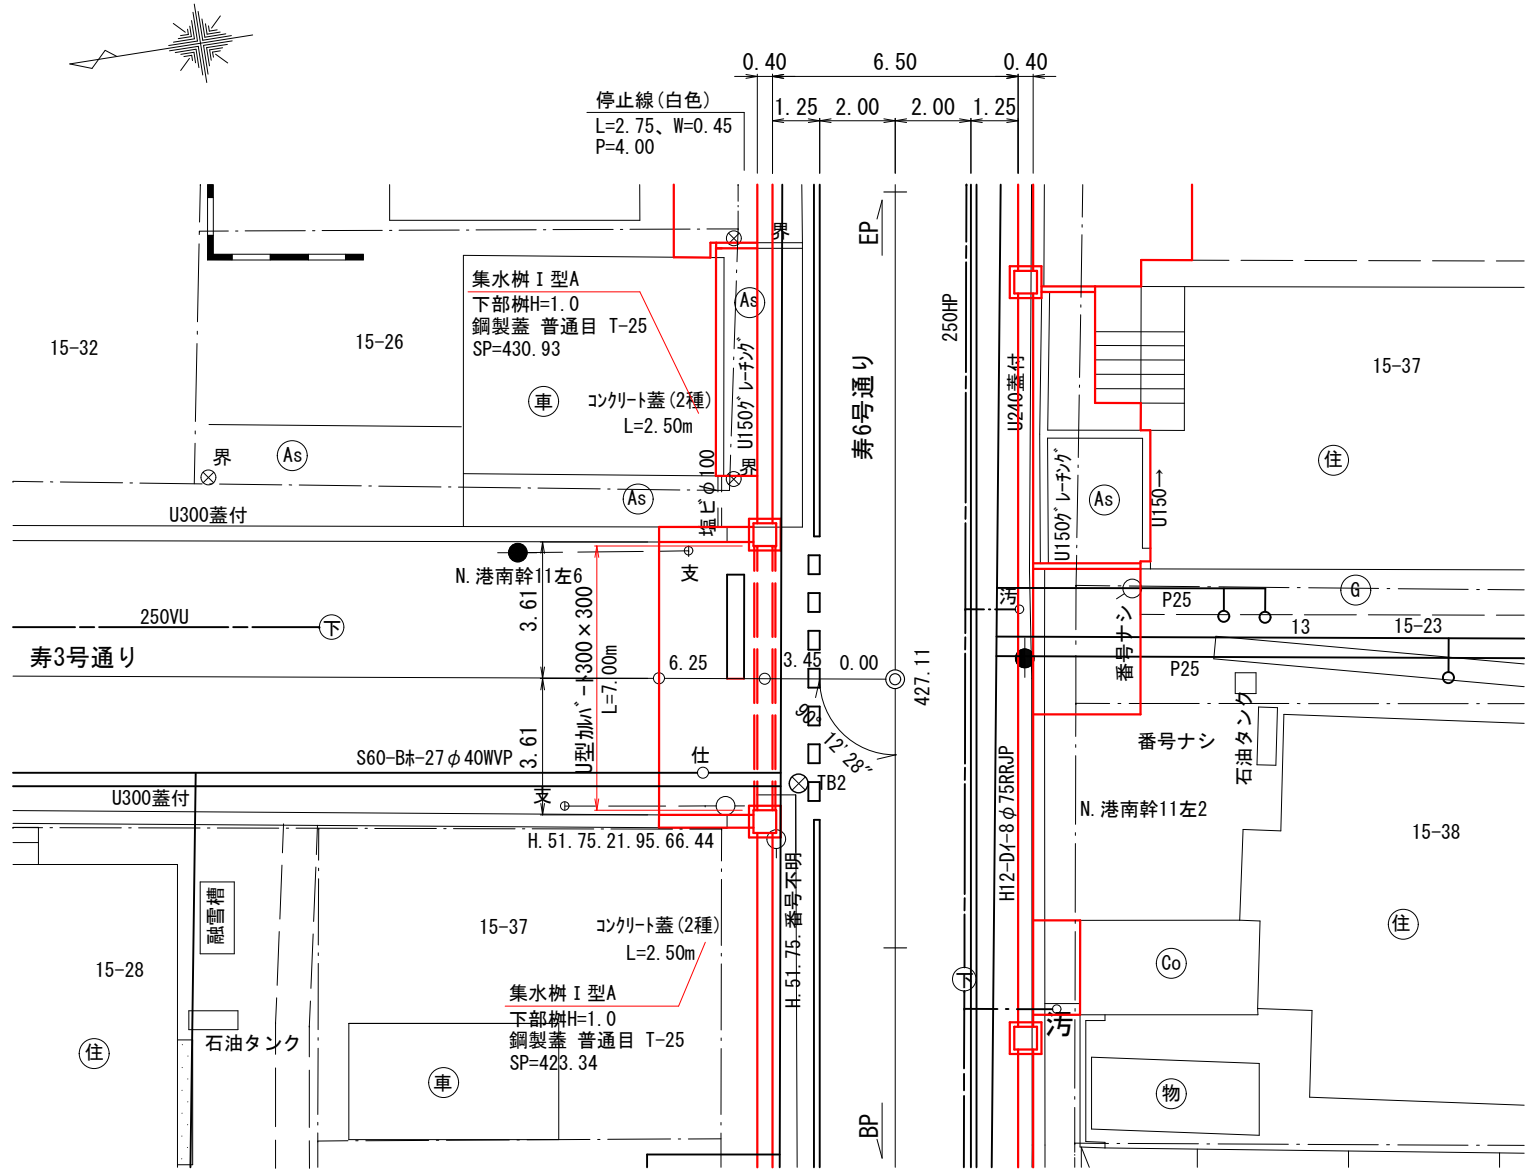 0.40
6.50
0.40
停止線(白色)
L=2.75、W=0.45
P=4.00
1.25
2.00
2.00
1.25
界
EP
集水桝Ⅰ型A
下部桝H=1.0
鋼製蓋 普通目 T-25
SP=430.93
As
250HP
15-32
15-26
U150グレーチング
寿6号通り
U240蓋付
15-37
車
コンクリート蓋(2種)
L=2.50m
As
界
界
塩ビφ100
住
As
U150グレーチング
As
U150→
U300蓋付
N.港南幹11左6
支
3.61
U型カルバート300×300
L=7.00m
汚
G
P25
250VU
下
13
15-23
寿3号通り
6.25
3.45
0.00
427.11
番号ナシ
P25
90°12′28″
3.61
石油タンク
番号ナシ
S60-Bホ-27φ40WVP
仕
TB2
U300蓋付
支
H12-Dイ-8φ75RRJP
N.港南幹11左2
15-38
H.51.75.21.95.66.44
H.51.75.番号不明
融雪槽
15-37
コンクリート蓋(2種)
L=2.50m
住
15-28
集水桝Ⅰ型A
下部桝H=1.0
鋼製蓋 普通目 T-25
SP=423.34
下
Co
汚
石油タンク
住
車
物
BP